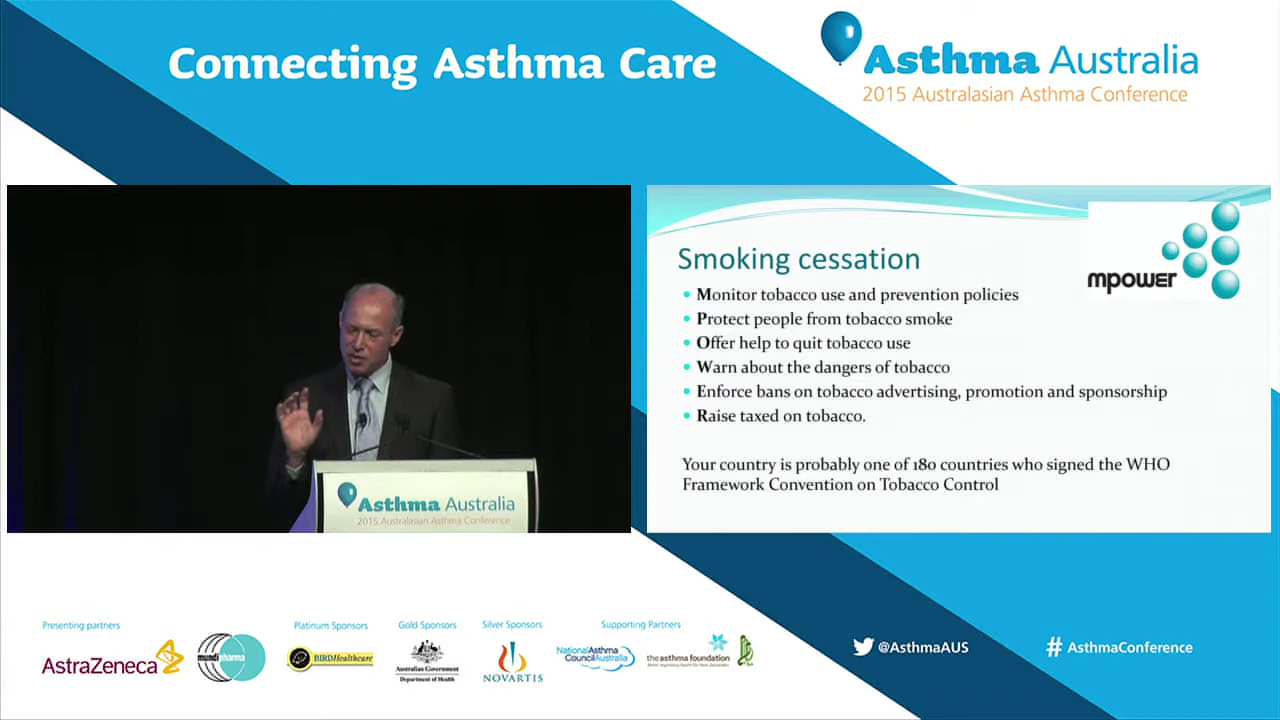 Connecting Asthma Care
Asthma Australia
2015 Australasian Asthma Conference
Smoking cessation
mpower
• Monitor tobacco use and prevention policies
• Protect people from tobacco smoke
• Offer help to quit tobacco use
• Warn about the dangers of tobacco
• Enforce bans on tobacco advertising, promotion and sponsorship
• Raise taxed on tobacco.
Your country is probably one of 180 countries who signed the WHO
Framework Convention on Tobacco Control
Asthma Australia
2015 Australasian Asthma Conference
Presenting partners
Platinum Sponsors
Gold Sponsors
Silver Sponsors
Supporting Partners
AstraZeneca
mundipharma
BIRDHealthcare
Australian Government
Department of Health
NOVARTIS
NationalAsthma
CouncilAustralia
the asthma foundation
@AsthmaAUS
# AsthmaConference